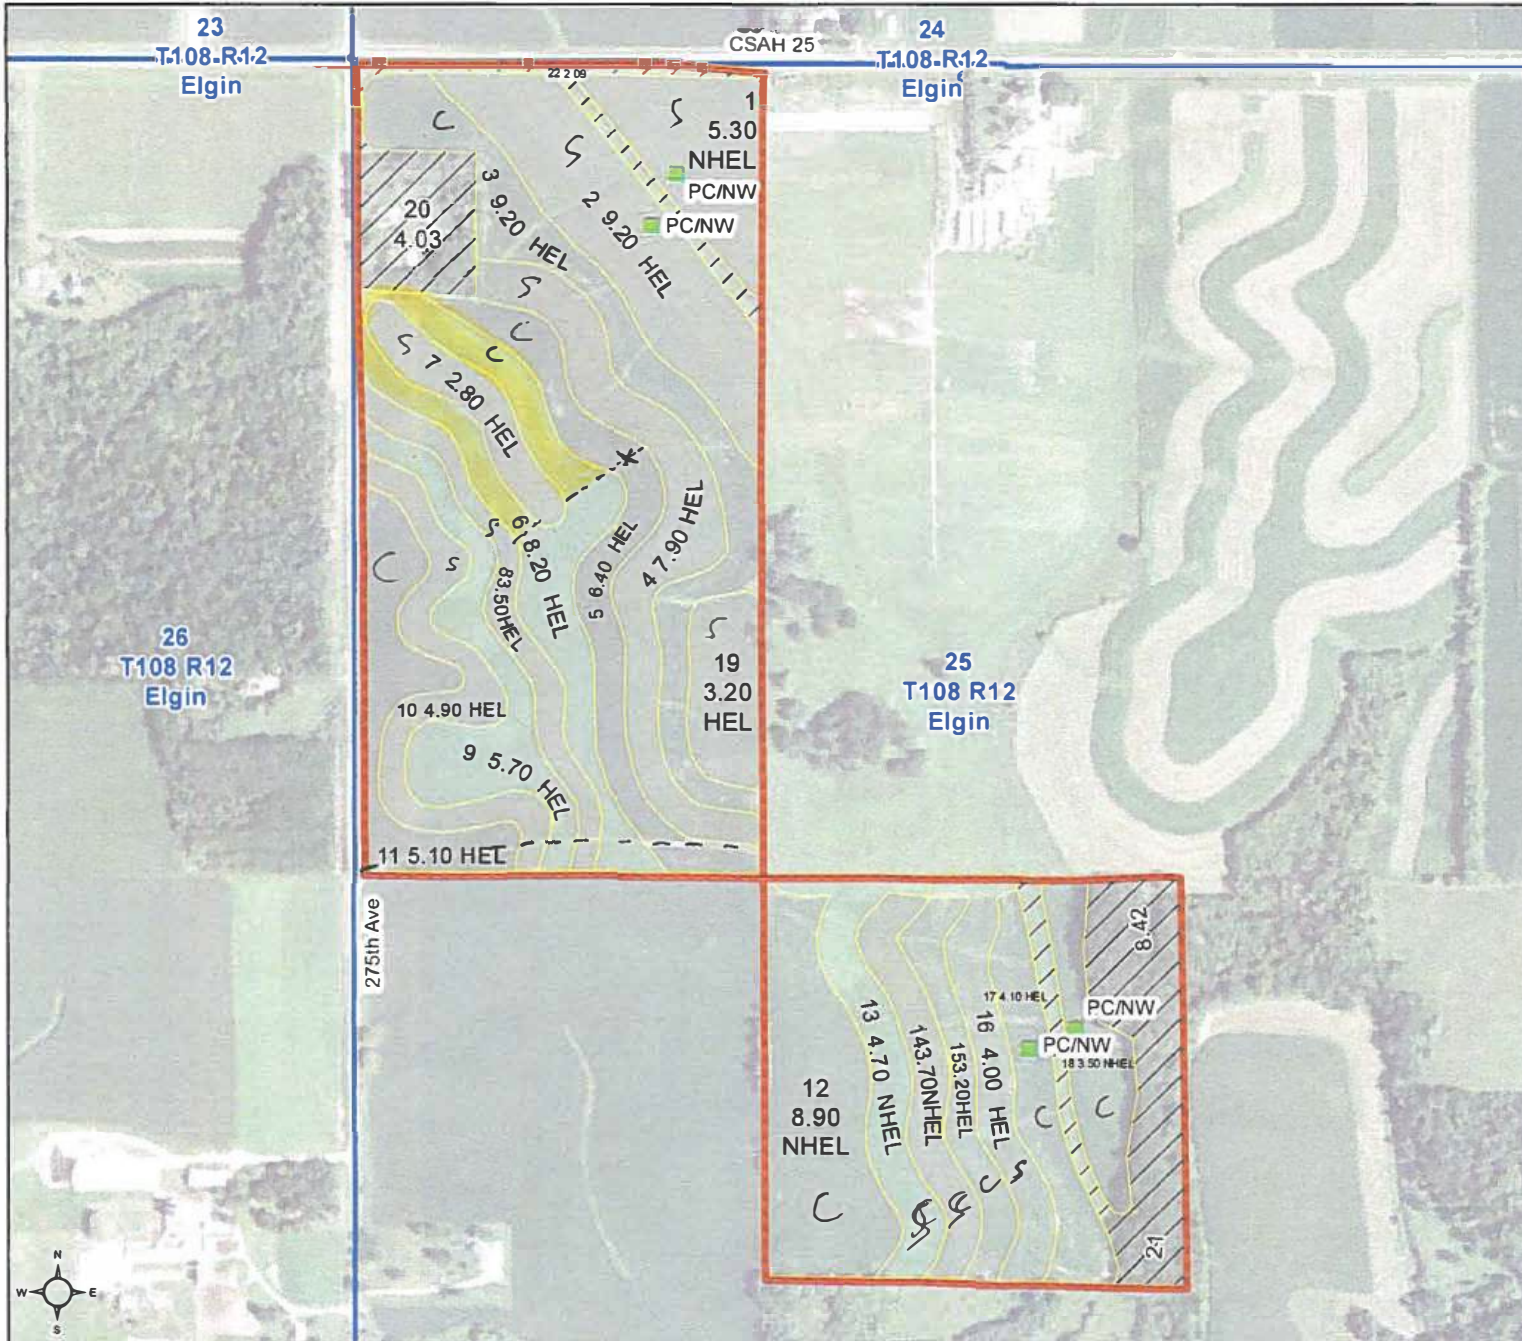 23
T108-R12
Elgin
CSAH 25
24
T108-R12
Elgin
22 2 09
C
S
S
1
5.30
NHEL
PC/NW
PC/NW
2 9.20 HEL
3 9.20 HEL
20
4.03
S
C
C
S
7 2.80 HEL
4 7.90 HEL
5 6.40 HEL
6 8.20 HEL
S
83.50HEL
C
S
S
19
3.20
HEL
26
T108 R12
Elgin
25
T108 R12
Elgin
10 4.90 HEL
9 5.70 HEL
11 5.10 HEL
275th Ave
8.42
17 4.10 HEL
PC/NW
PC/NW
18 3.50 NHEL
13 4.70 NHEL
143.70NHEL
153.20HEL
16 4.00 HEL
12
8.90
NHEL
C
C
C
C
S
21
N
W E
S